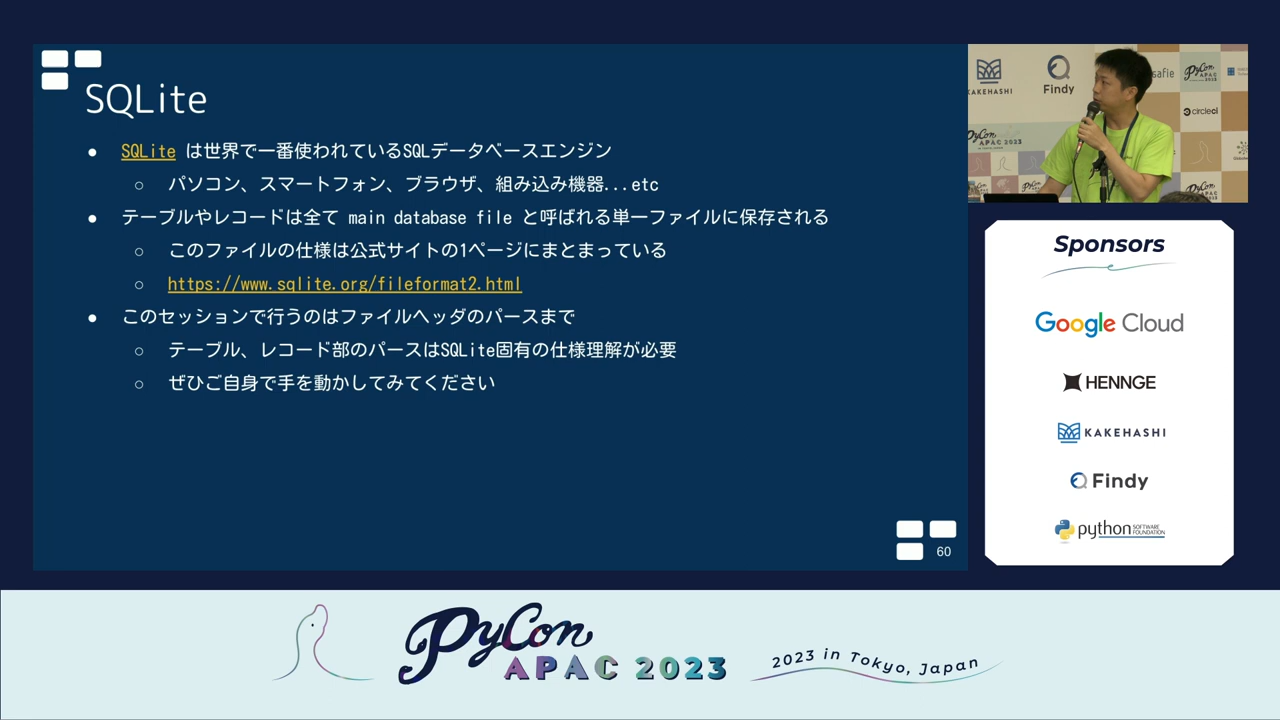 SQLite
● SQLite は世界で一番使われているSQLデータベースエンジン
○ パソコン、スマートフォン、ブラウザ、組み込み機器...etc
● テーブルやレコードは全て main database file と呼ばれる単一ファイルに保存される
○ このファイルの仕様は公式サイトの1ページにまとまっている
○ https://www.sqlite.org/fileformat2.html
● このセッションで行うのはファイルヘッダのパースまで
○ テーブル、レコード部のパースはSQLite固有の仕様理解が必要
○ ぜひご自身で手を動かしてみてください
60
KAKEHASHI
Findy
safie
PyCon APAC 2023
circleci
PyCon APAC 2023
Sponsors
Google Cloud
HENNGE
KAKEHASHI
Findy
python SOFTWARE FOUNDATION
PyCon
APAC 2023
2023 in Tokyo, Japan